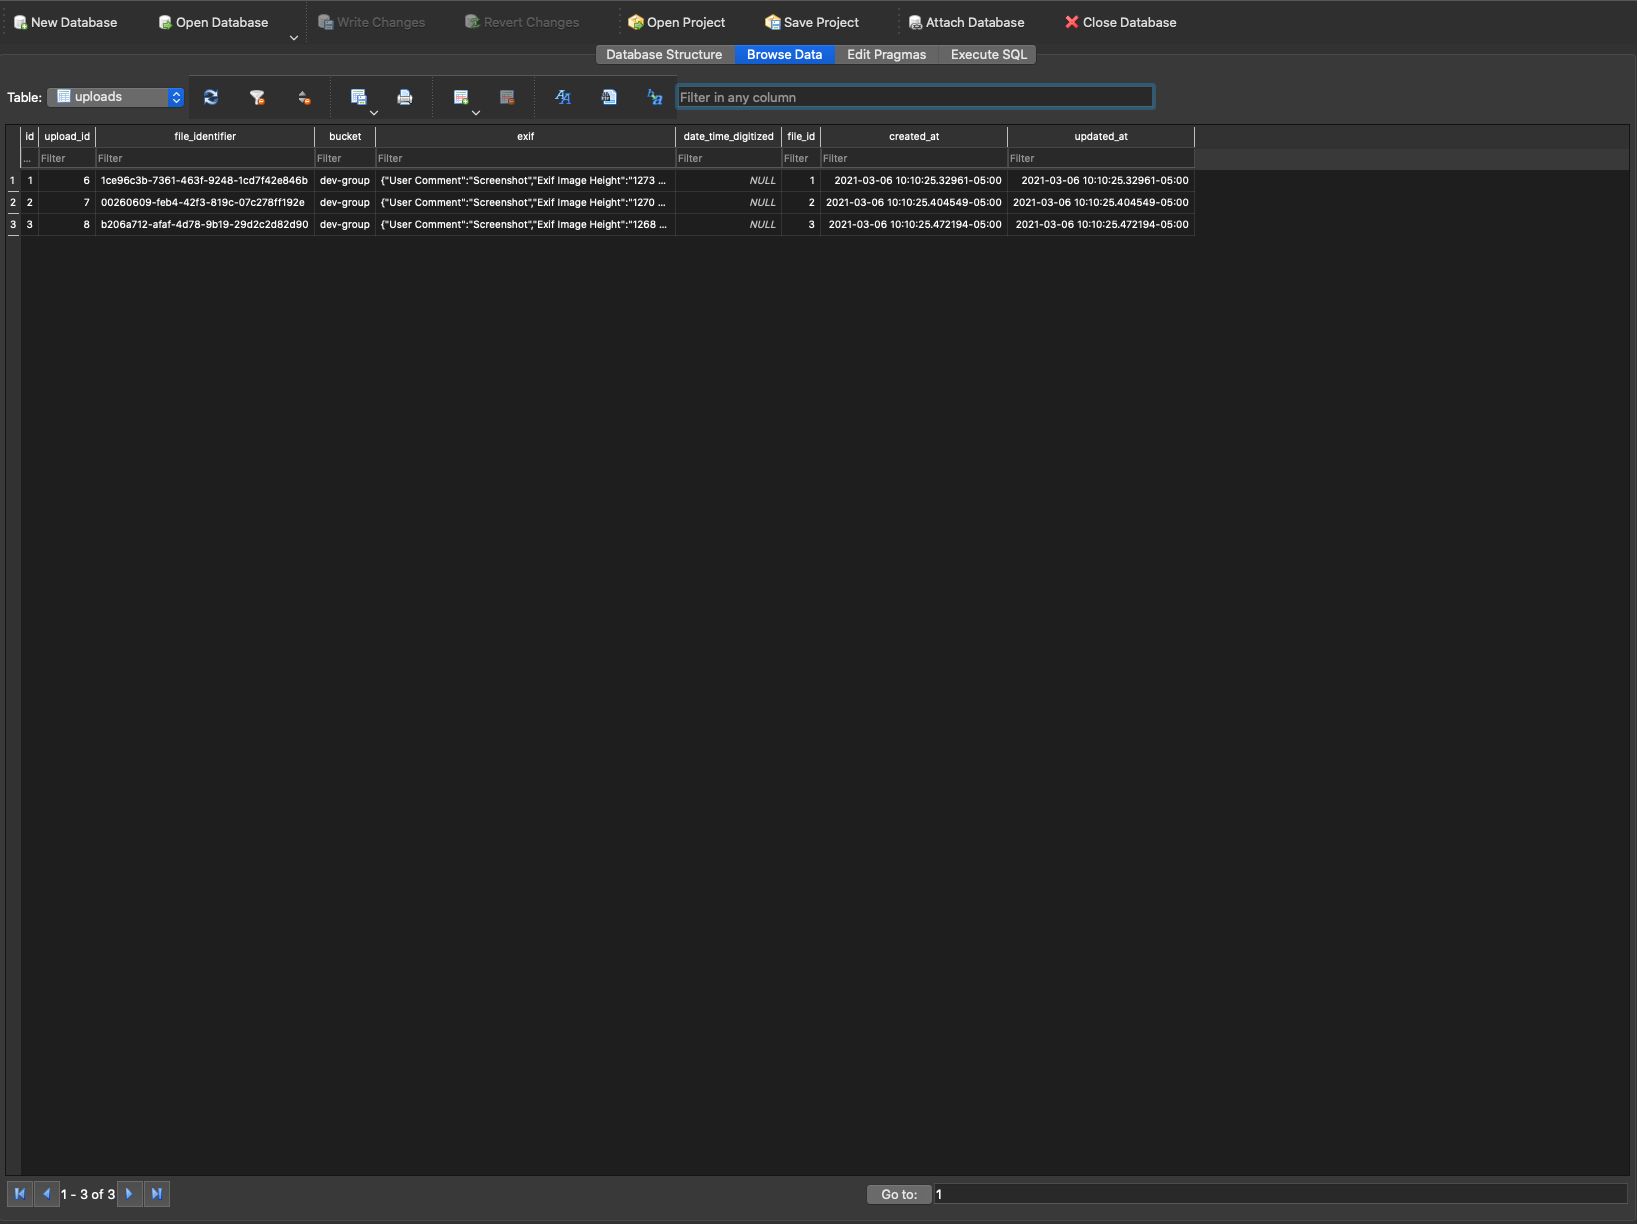 New Database Open Database Write Changes Revert Changes Open Project Save Project Attach Database Close Database
Database Structure Browse Data Edit Pragmas Execute SQL
Table: uploads Filter in any column
id upload_id file_identifier bucket exif date_time_digitized file_id created_at updated_at
... Filter Filter Filter Filter Filter Filter Filter Filter
1 1 6 1ce96c3b-7361-463f-9248-1cd7f42e846b dev-group {"User Comment":"Screenshot","Exif Image Height":"1273 ... NULL 1 2021-03-06 10:10:25.32961-05:00 2021-03-06 10:10:25.32961-05:00
2 2 7 00260609-feb4-42f3-819c-07c278ff192e dev-group {"User Comment":"Screenshot","Exif Image Height":"1270 ... NULL 2 2021-03-06 10:10:25.404549-05:00 2021-03-06 10:10:25.404549-05:00
3 3 8 b206a712-afaf-4d78-9b19-29d2c2d82d90 dev-group {"User Comment":"Screenshot","Exif Image Height":"1268 ... NULL 3 2021-03-06 10:10:25.472194-05:00 2021-03-06 10:10:25.472194-05:00
1 - 3 of 3 Go to: 1